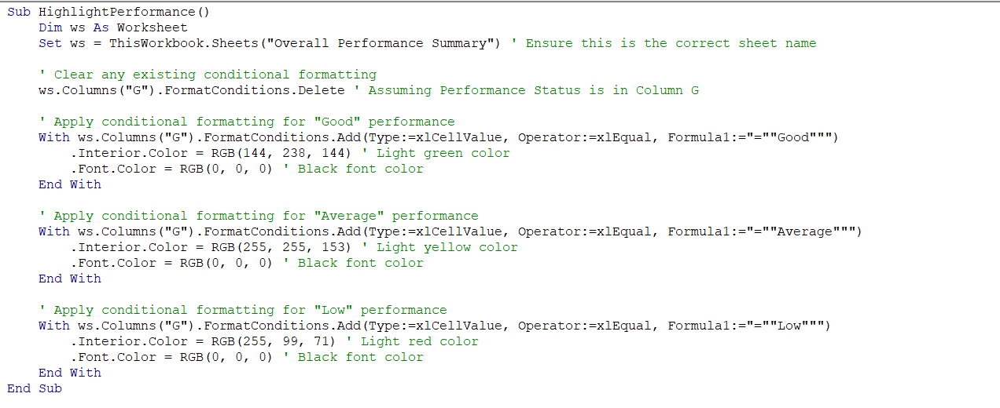 Sub HighlightPerformance()
    Dim ws As Worksheet
    Set ws = ThisWorkbook.Sheets("Overall Performance Summary") ' Ensure this is the correct sheet name

    ' Clear any existing conditional formatting
    ws.Columns("G").FormatConditions.Delete ' Assuming Performance Status is in Column G

    ' Apply conditional formatting for "Good" performance
    With ws.Columns("G").FormatConditions.Add(Type:=xlCellValue, Operator:=xlEqual, Formula1:="=""Good""")
        .Interior.Color = RGB(144, 238, 144) ' Light green color
        .Font.Color = RGB(0, 0, 0) ' Black font color
    End With

    ' Apply conditional formatting for "Average" performance
    With ws.Columns("G").FormatConditions.Add(Type:=xlCellValue, Operator:=xlEqual, Formula1:="=""Average""")
        .Interior.Color = RGB(255, 255, 153) ' Light yellow color
        .Font.Color = RGB(0, 0, 0) ' Black font color
    End With

    ' Apply conditional formatting for "Low" performance
    With ws.Columns("G").FormatConditions.Add(Type:=xlCellValue, Operator:=xlEqual, Formula1:="=""Low""")
        .Interior.Color = RGB(255, 99, 71) ' Light red color
        .Font.Color = RGB(0, 0, 0) ' Black font color
    End With
End Sub